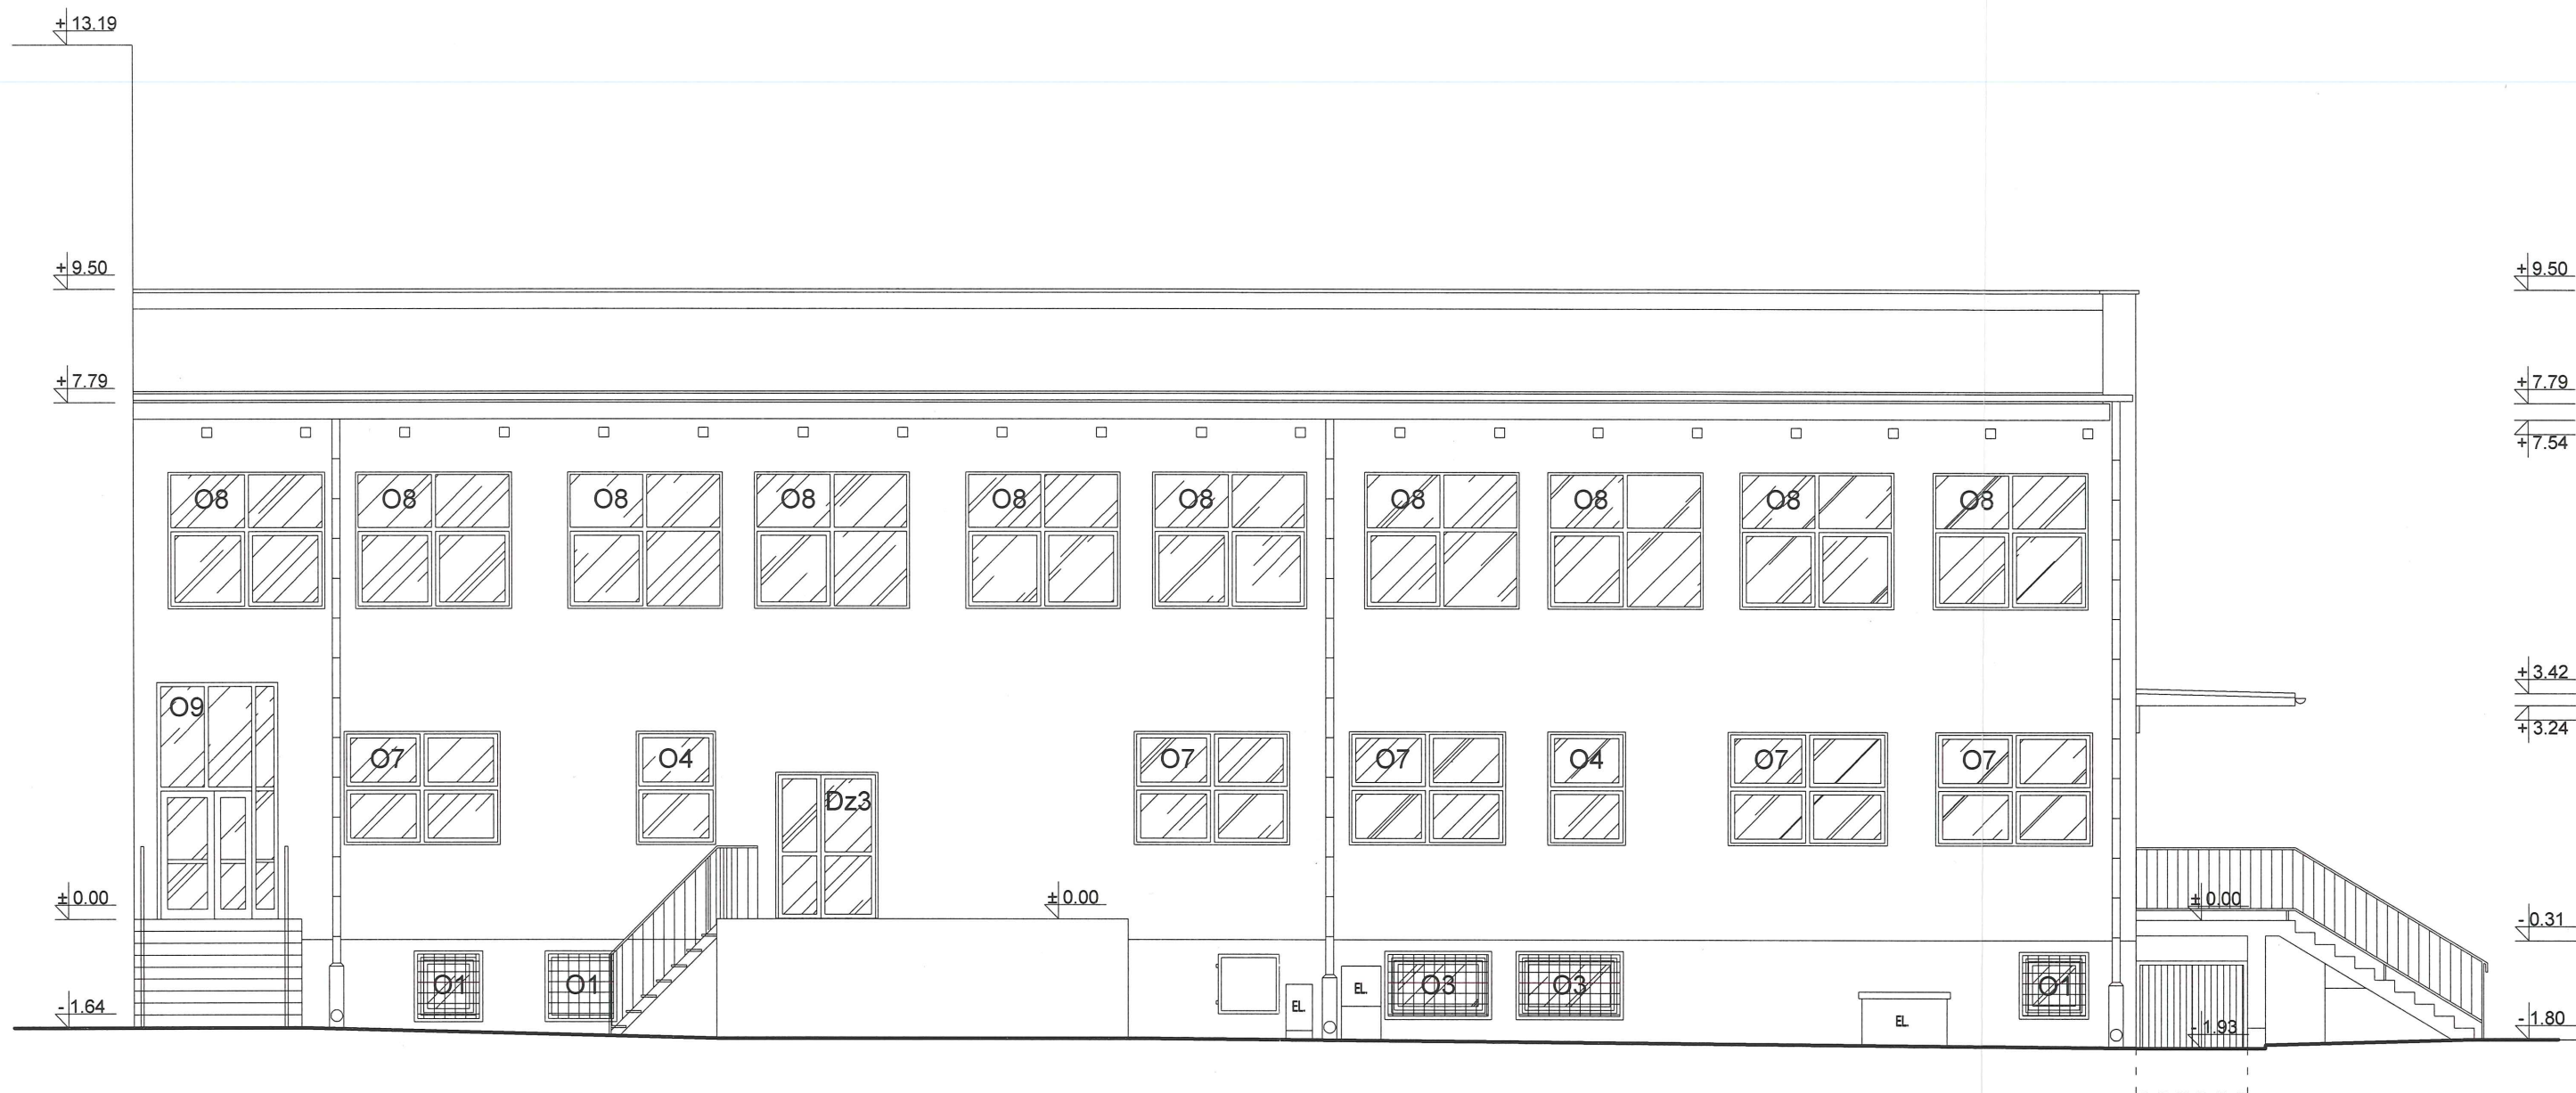 +13.19
+9.50
+9.50
+7.79
+7.79
+7.54
O8 O8 O8 O8 O8 O8 O8 O8 O8 O8
+3.42
O9
+3.24
O7 O4 O7 O7 O4 O7 O7
Dz3
±0.00
±0.00
±0.00
-0.31
O1 O1 O3 O3 O1
EL.
EL.
-1.64
EL.
-1.80
-1.93